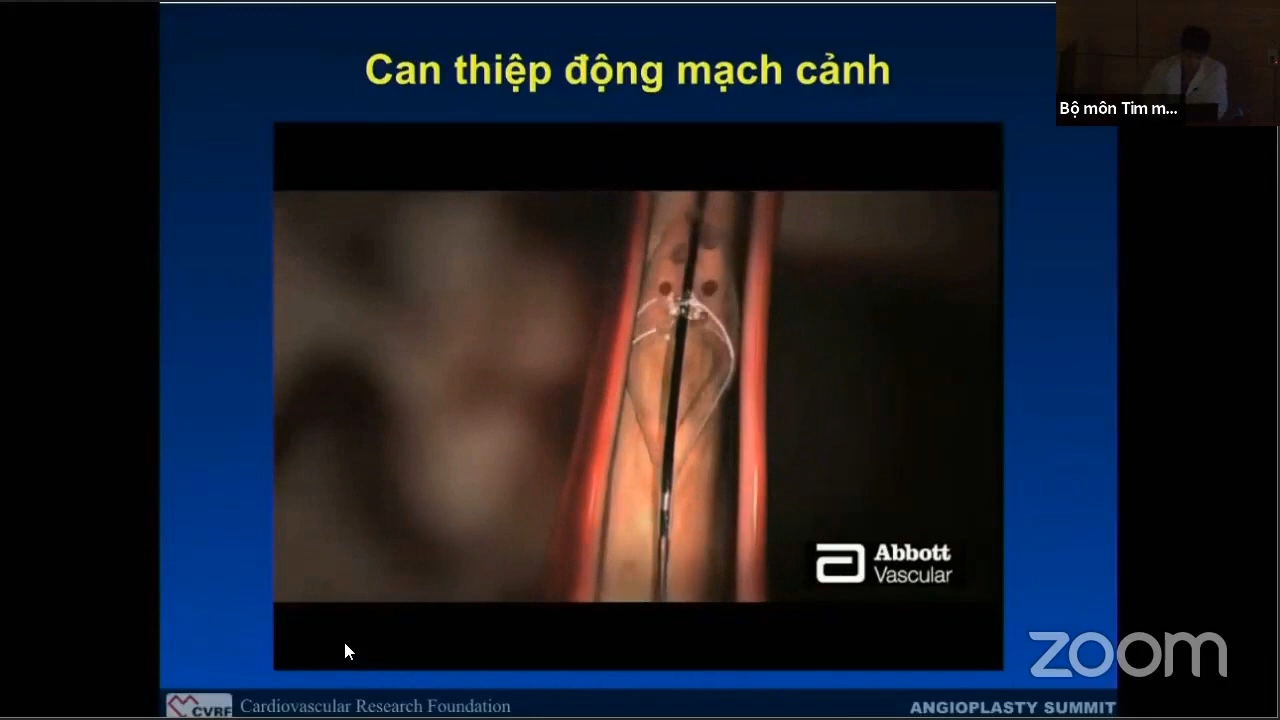 Can thiệp động mạch cảnh
Bộ môn Tim m...
Abbott
Vascular
zoom
CVRF
Cardiovascular Research Foundation
ANGIOPLASTY SUMMIT